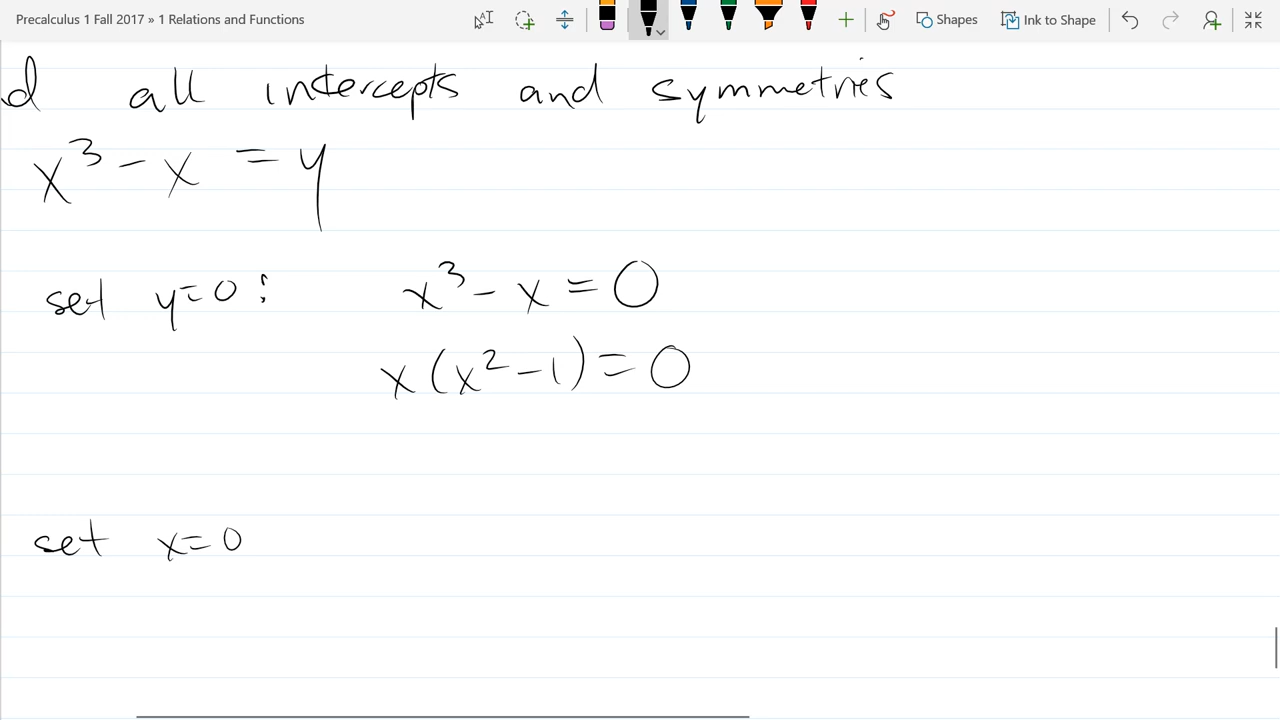 Precalculus 1 Fall 2017 » 1 Relations and Functions
Shapes
Ink to Shape
d all intercepts and symmetries
x³ - x = y
set y=0: x³ - x = 0
x(x² - 1) = 0
set x=0